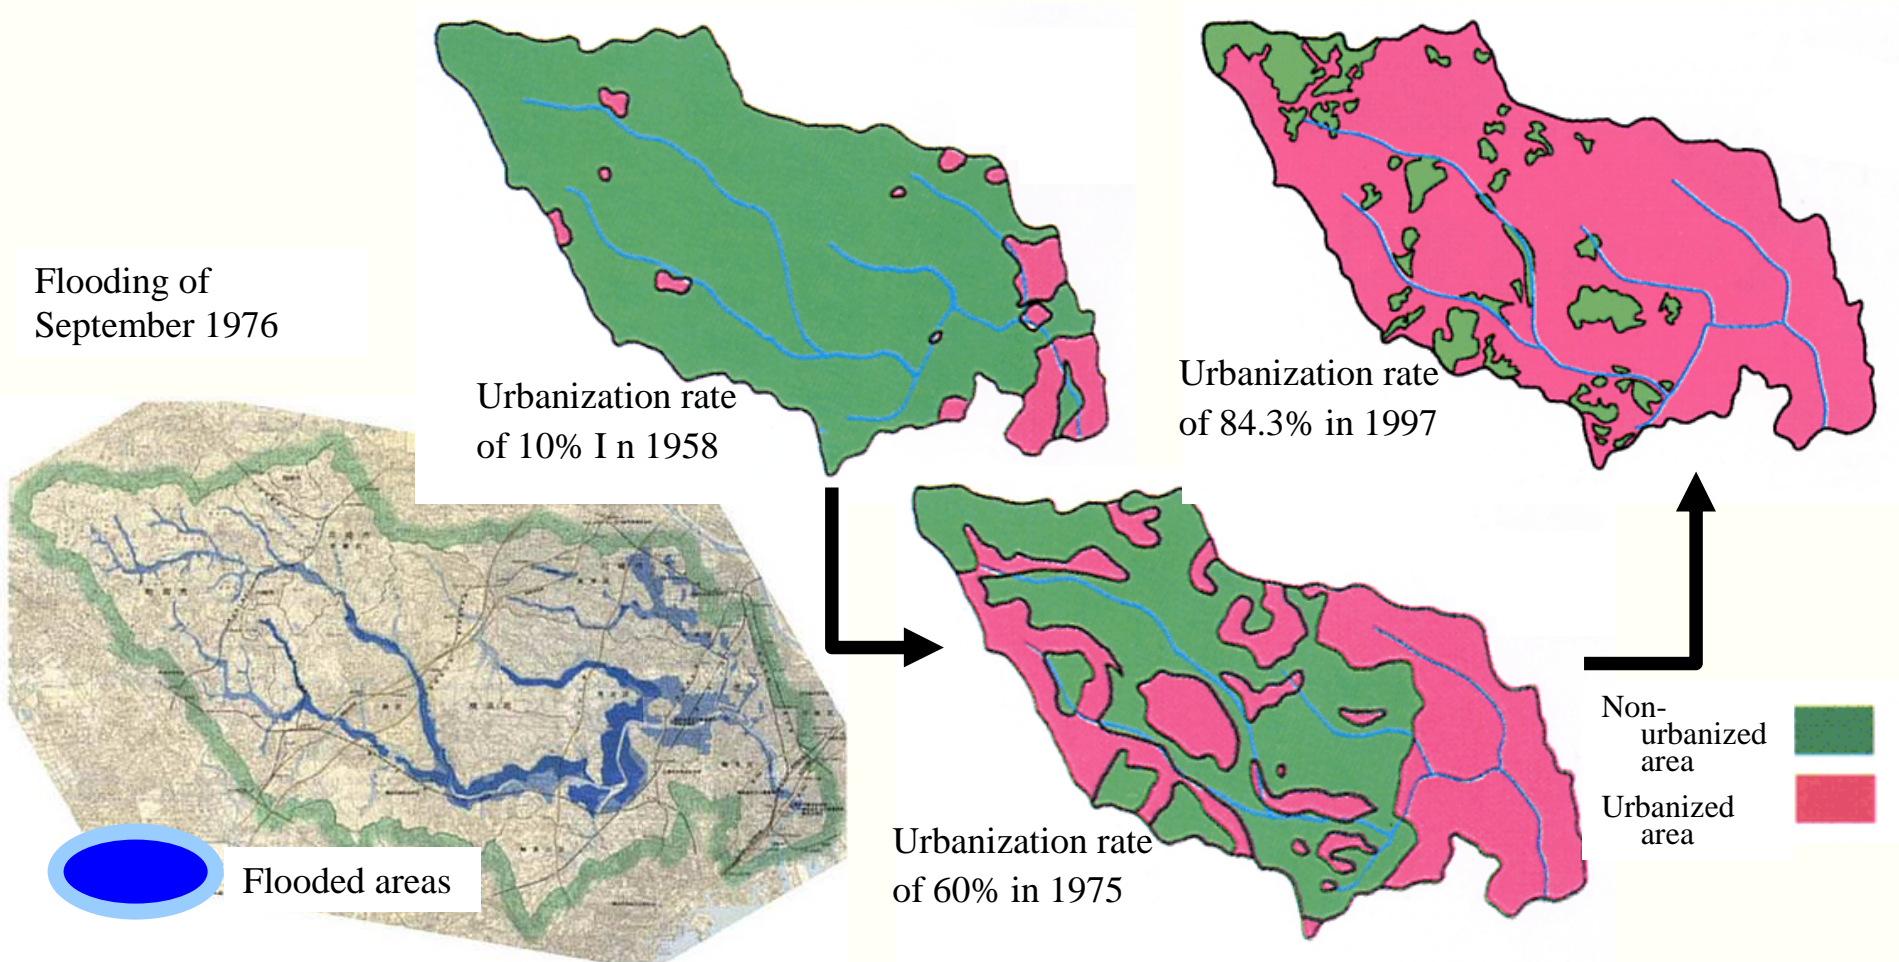 Flooding of
September 1976
Urbanization rate
of 10% I n 1958
Urbanization rate
of 84.3% in 1997
Urbanization rate
of 60% in 1975
Non-
urbanized
area
Urbanized
area
Flooded areas